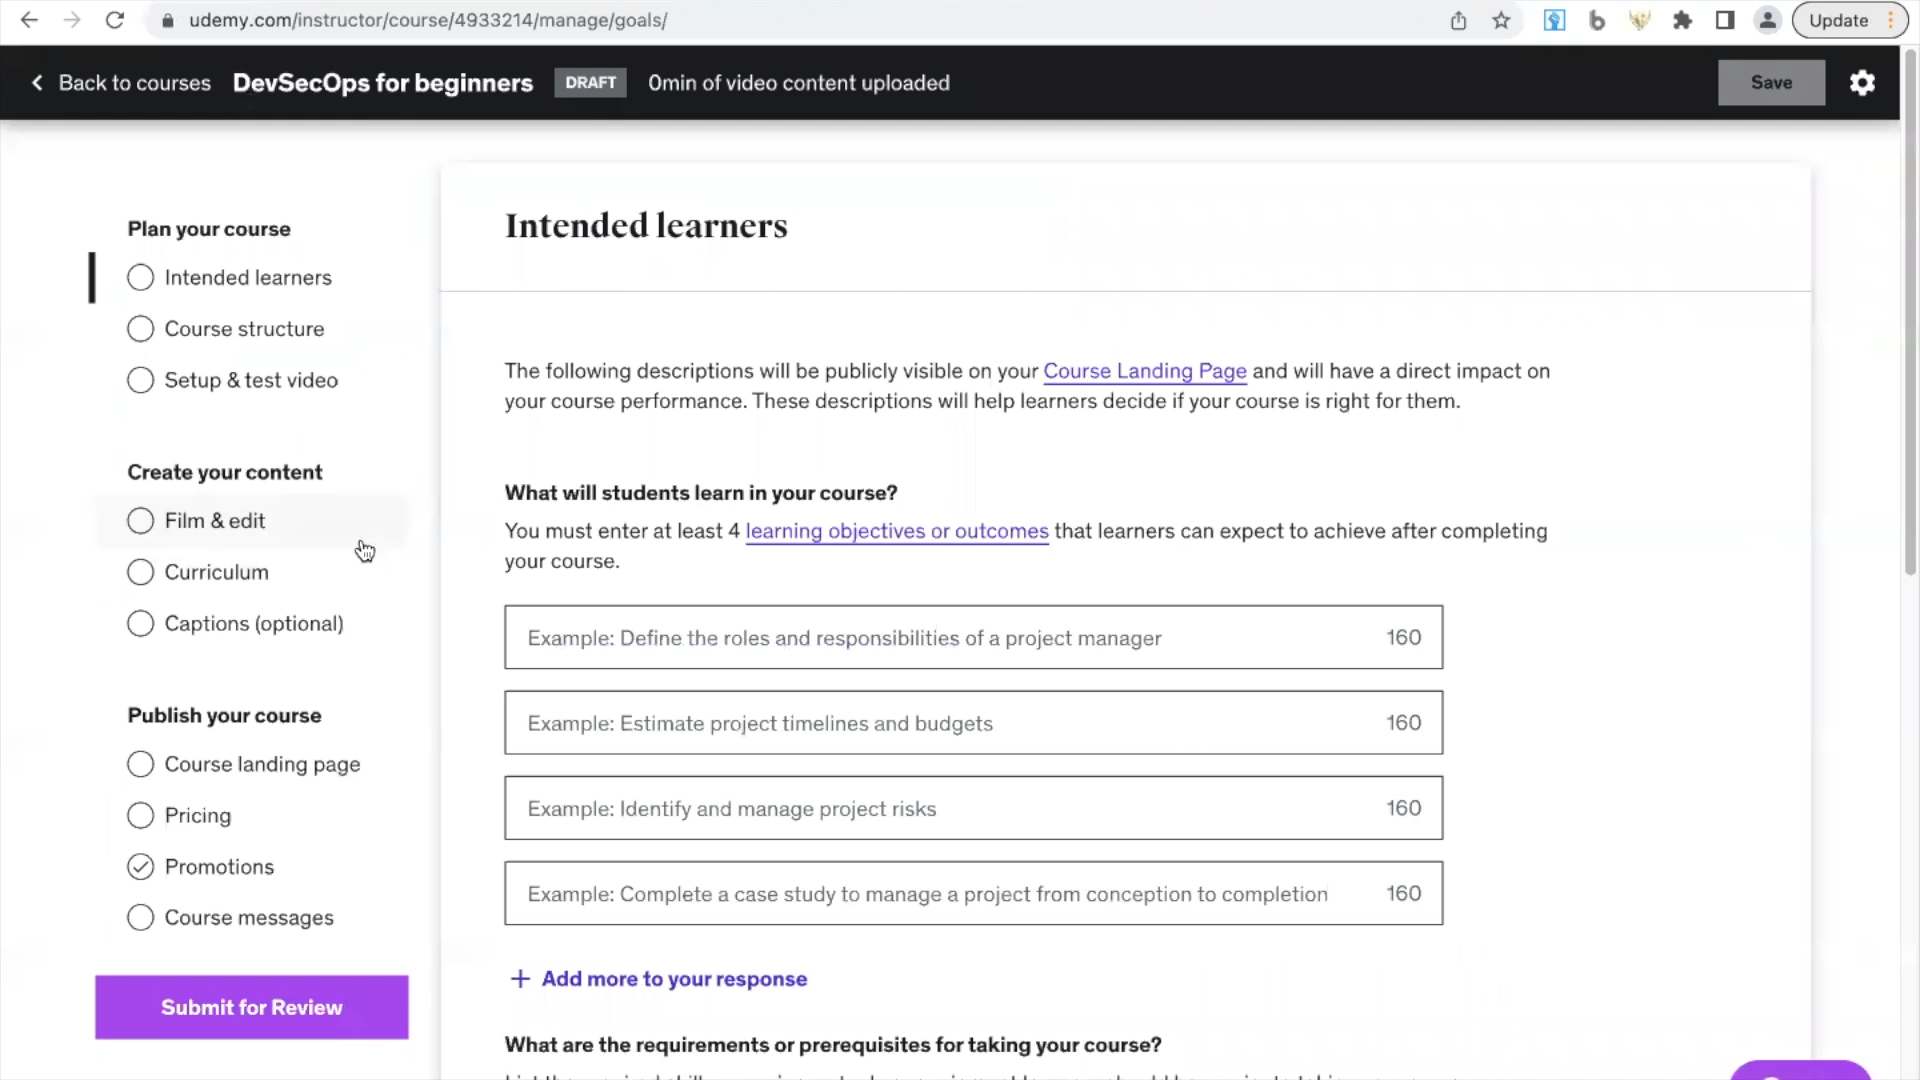 udemy.com/instructor/course/4933214/manage/goals/
Update
Back to courses
DevSecOps for beginners
DRAFT
0min of video content uploaded
Save
Plan your course
Intended learners
Course structure
Setup & test video
Create your content
Film & edit
Curriculum
Captions (optional)
Publish your course
Course landing page
Pricing
Promotions
Course messages
Submit for Review
Intended learners
The following descriptions will be publicly visible on your Course Landing Page and will have a direct impact on
your course performance. These descriptions will help learners decide if your course is right for them.
What will students learn in your course?
You must enter at least 4 learning objectives or outcomes that learners can expect to achieve after completing
your course.
Example: Define the roles and responsibilities of a project manager 160
Example: Estimate project timelines and budgets 160
Example: Identify and manage project risks 160
Example: Complete a case study to manage a project from conception to completion 160
+ Add more to your response
What are the requirements or prerequisites for taking your course?